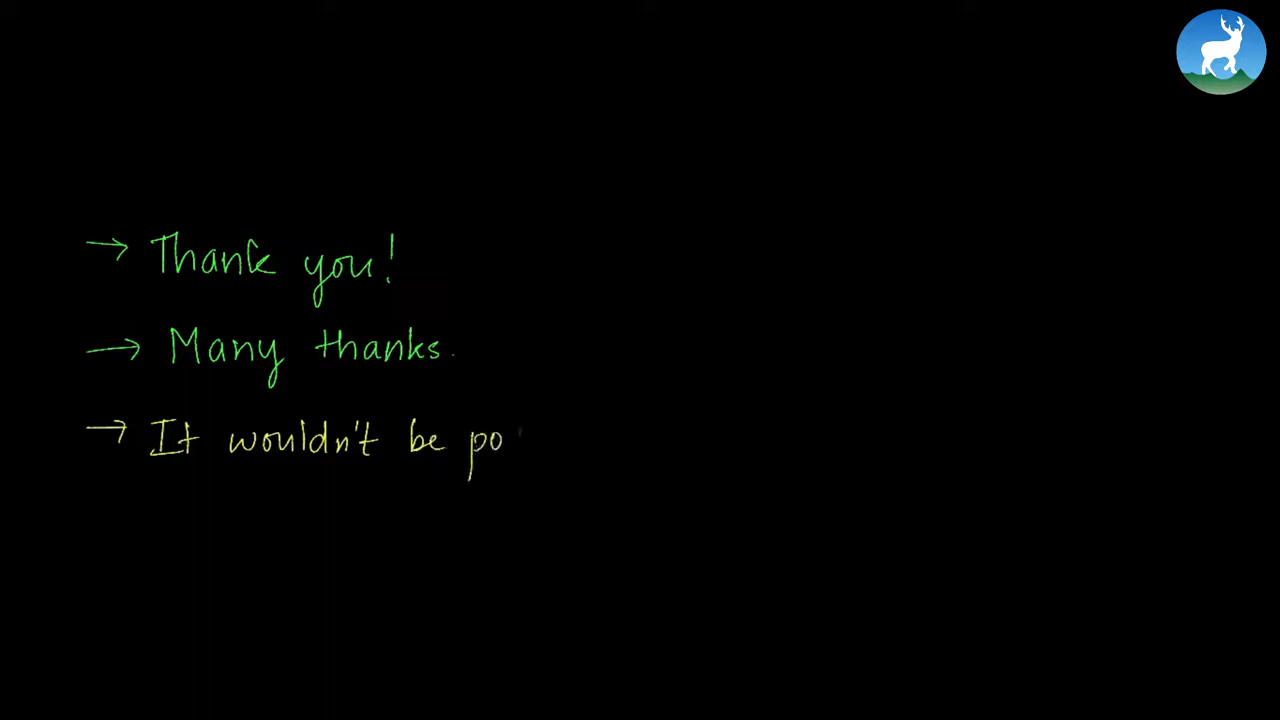 → Thank you!
→ Many thanks.
→ It wouldn't be po